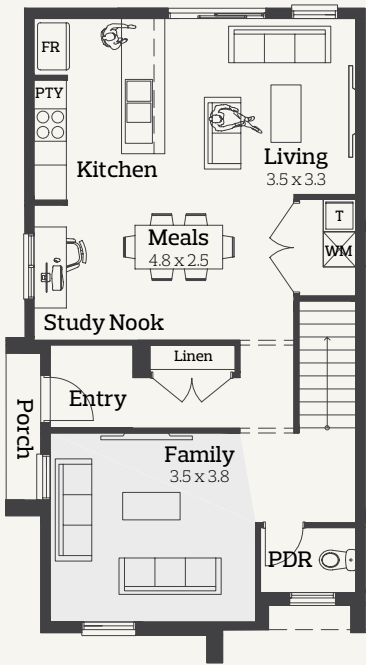 FR
PTY
Kitchen
Living
3.5 x 3.3
T
WM
Meals
4.8 x 2.5
Study Nook
Linen
Entry
Porch
Family
3.5 x 3.8
PDR